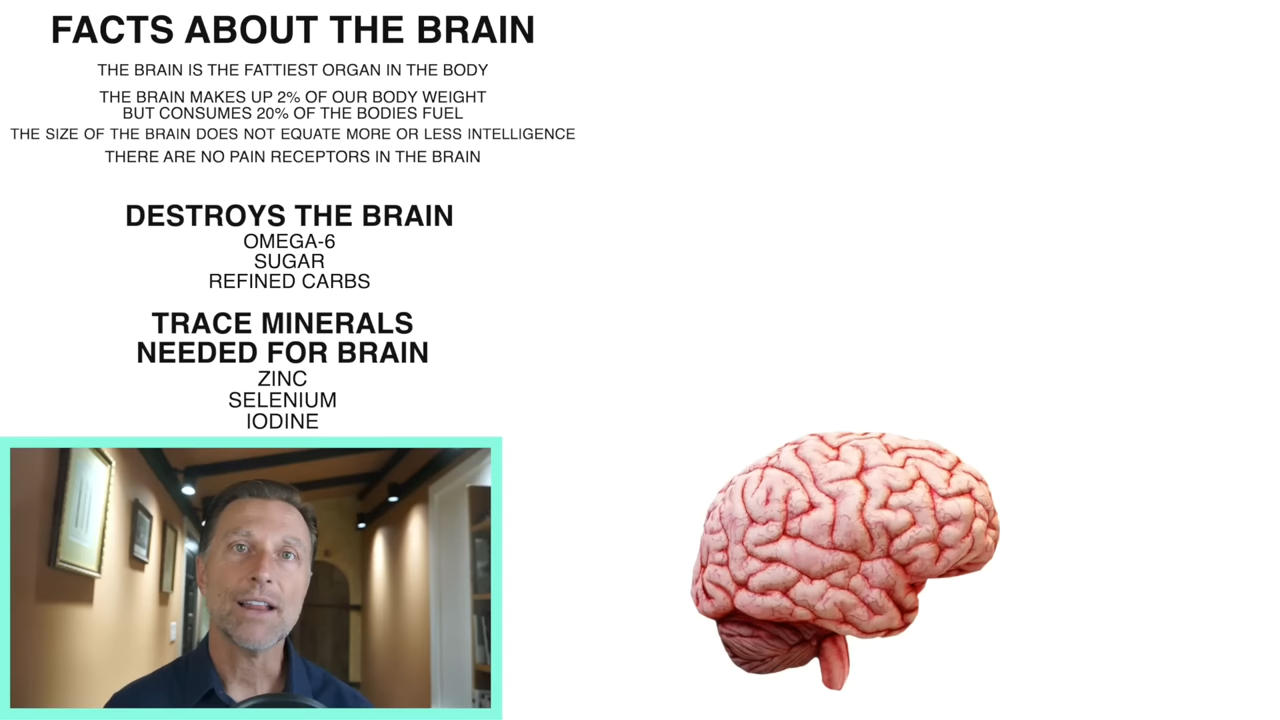 FACTS ABOUT THE BRAIN
THE BRAIN IS THE FATTIEST ORGAN IN THE BODY
THE BRAIN MAKES UP 2% OF OUR BODY WEIGHT
BUT CONSUMES 20% OF THE BODIES FUEL
THE SIZE OF THE BRAIN DOES NOT EQUATE MORE OR LESS INTELLIGENCE
THERE ARE NO PAIN RECEPTORS IN THE BRAIN
DESTROYS THE BRAIN
OMEGA-6
SUGAR
REFINED CARBS
TRACE MINERALS
NEEDED FOR BRAIN
ZINC
SELENIUM
IODINE